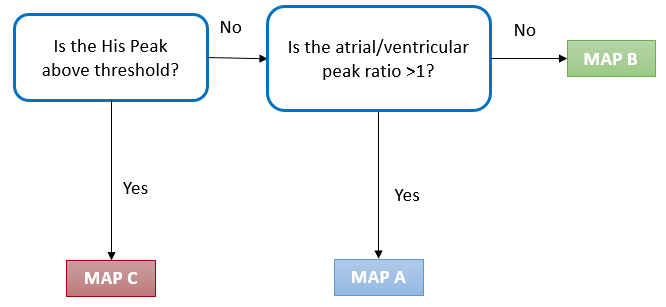 Is the His Peak
above threshold?
No
Is the atrial/ventricular
peak ratio >1?
No
MAP B
Yes
Yes
MAP C
MAP A